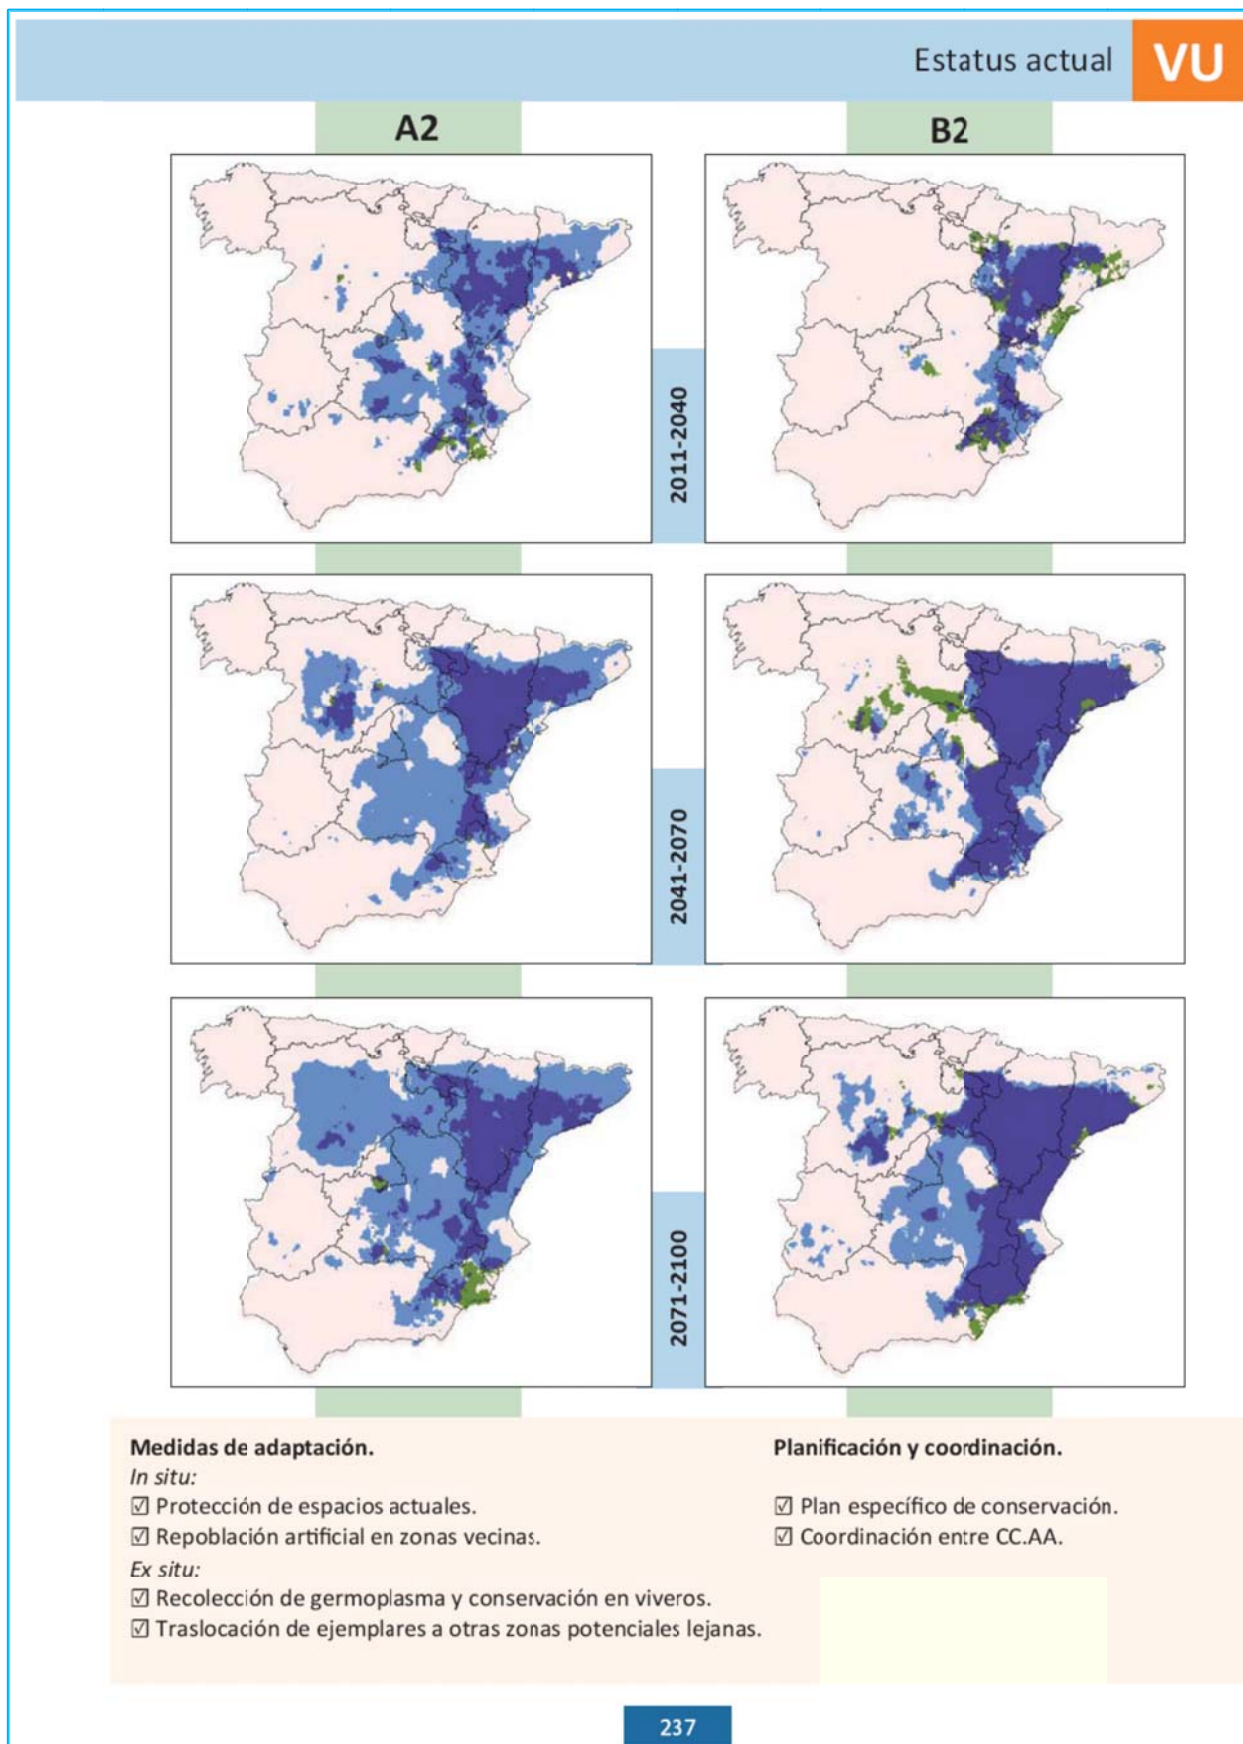 Estatus actual VU
A2
B2
2011-2040
2041-2070
2071-2100
Medidas de adaptación.
In situ:
☑ Protección de espacios actuales.
☑ Repoblación artificial en zonas vecinas.
Ex situ:
☑ Recolección de germoplasma y conservación en viveros.
☑ Traslocación de ejemplares a otras zonas potenciales lejanas.
Planificación y coordinación.
☑ Plan específico de conservación.
☑ Coordinación entre CC.AA.
237